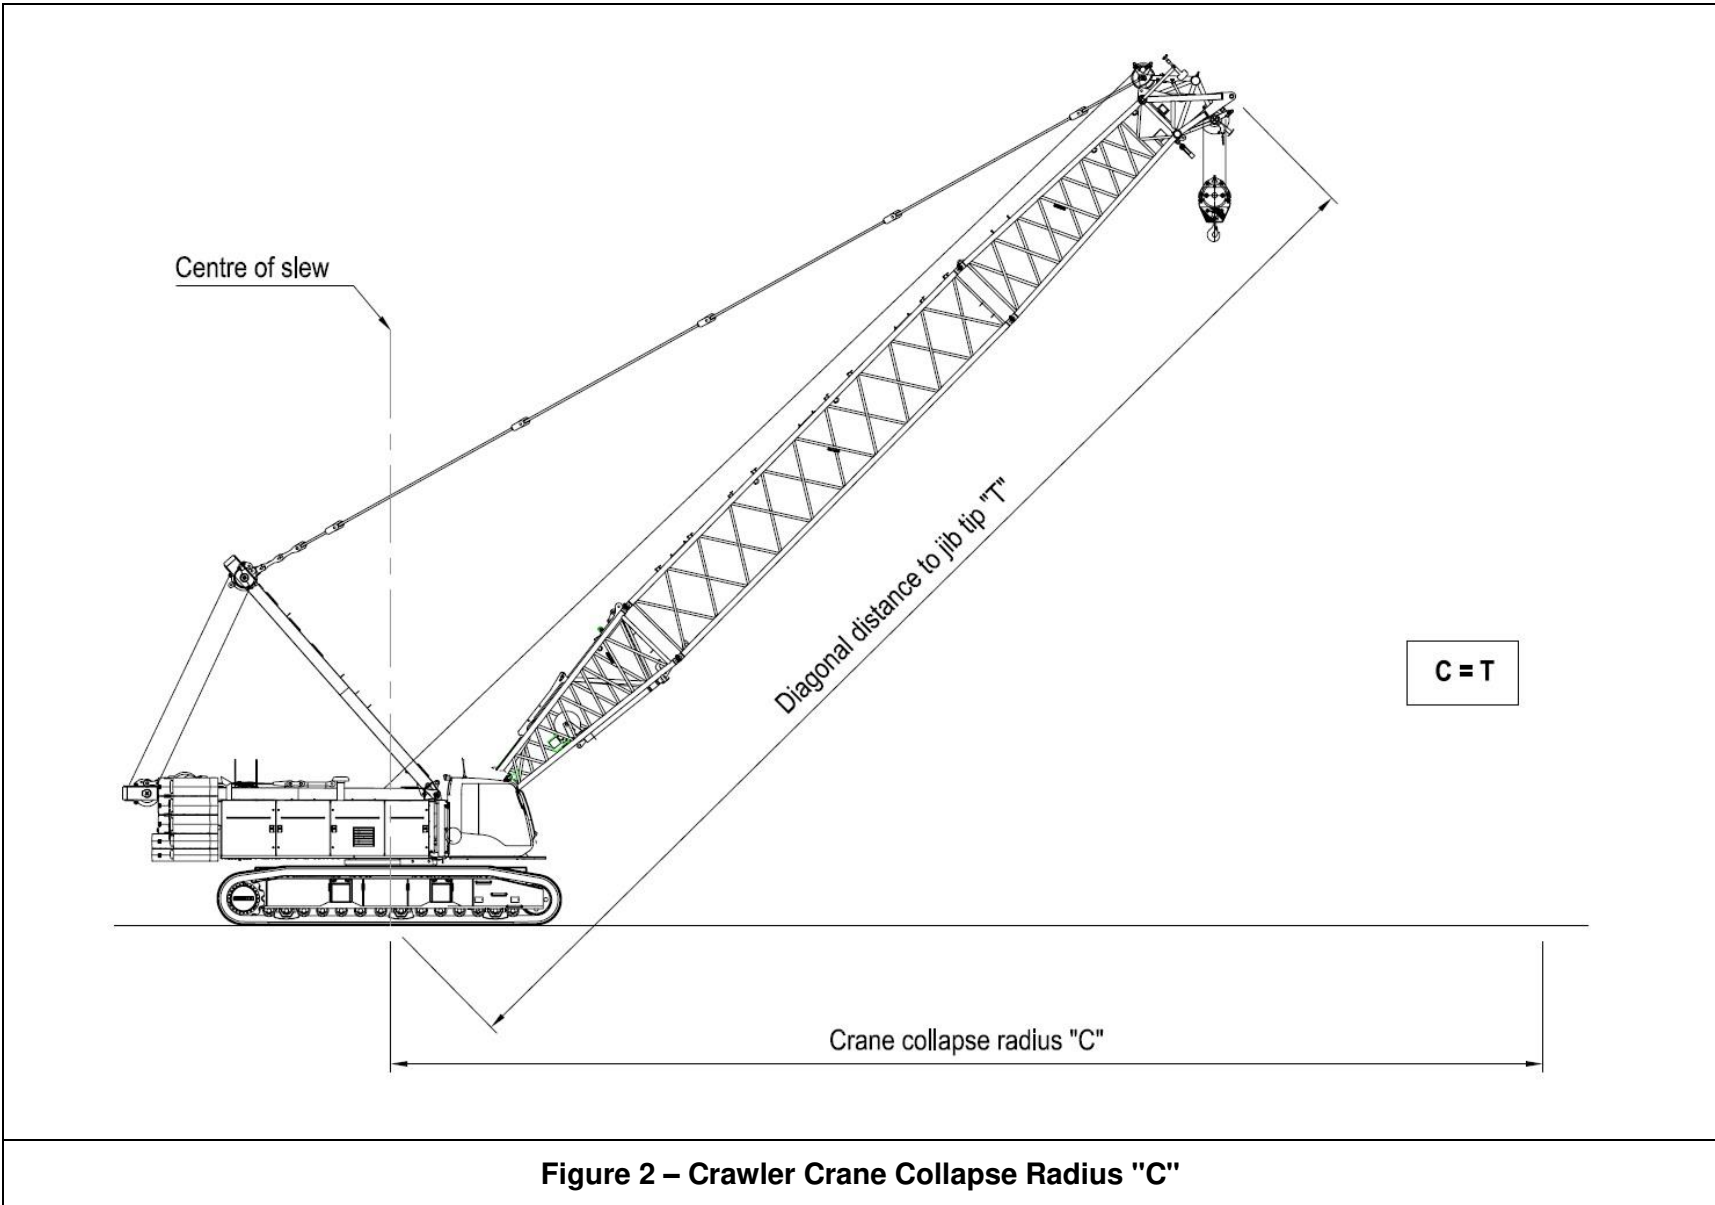 Centre of slew
Diagonal distance to jib tip "T"
C = T
Crane collapse radius "C"
Figure 2 – Crawler Crane Collapse Radius "C"